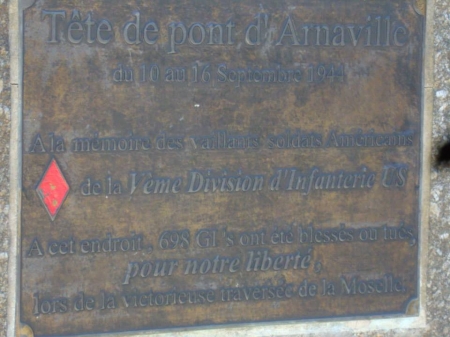 Tête de pont d'Arnaville
du 10 au 16 Septembre 1944
A la mémoire des vaillants soldats Américains
de la Vème Division d'Infanterie US
A cet endroit, 698 GI's ont été blessés ou tués,
pour notre liberté,
lors de la victorieuse traversée de la Moselle.